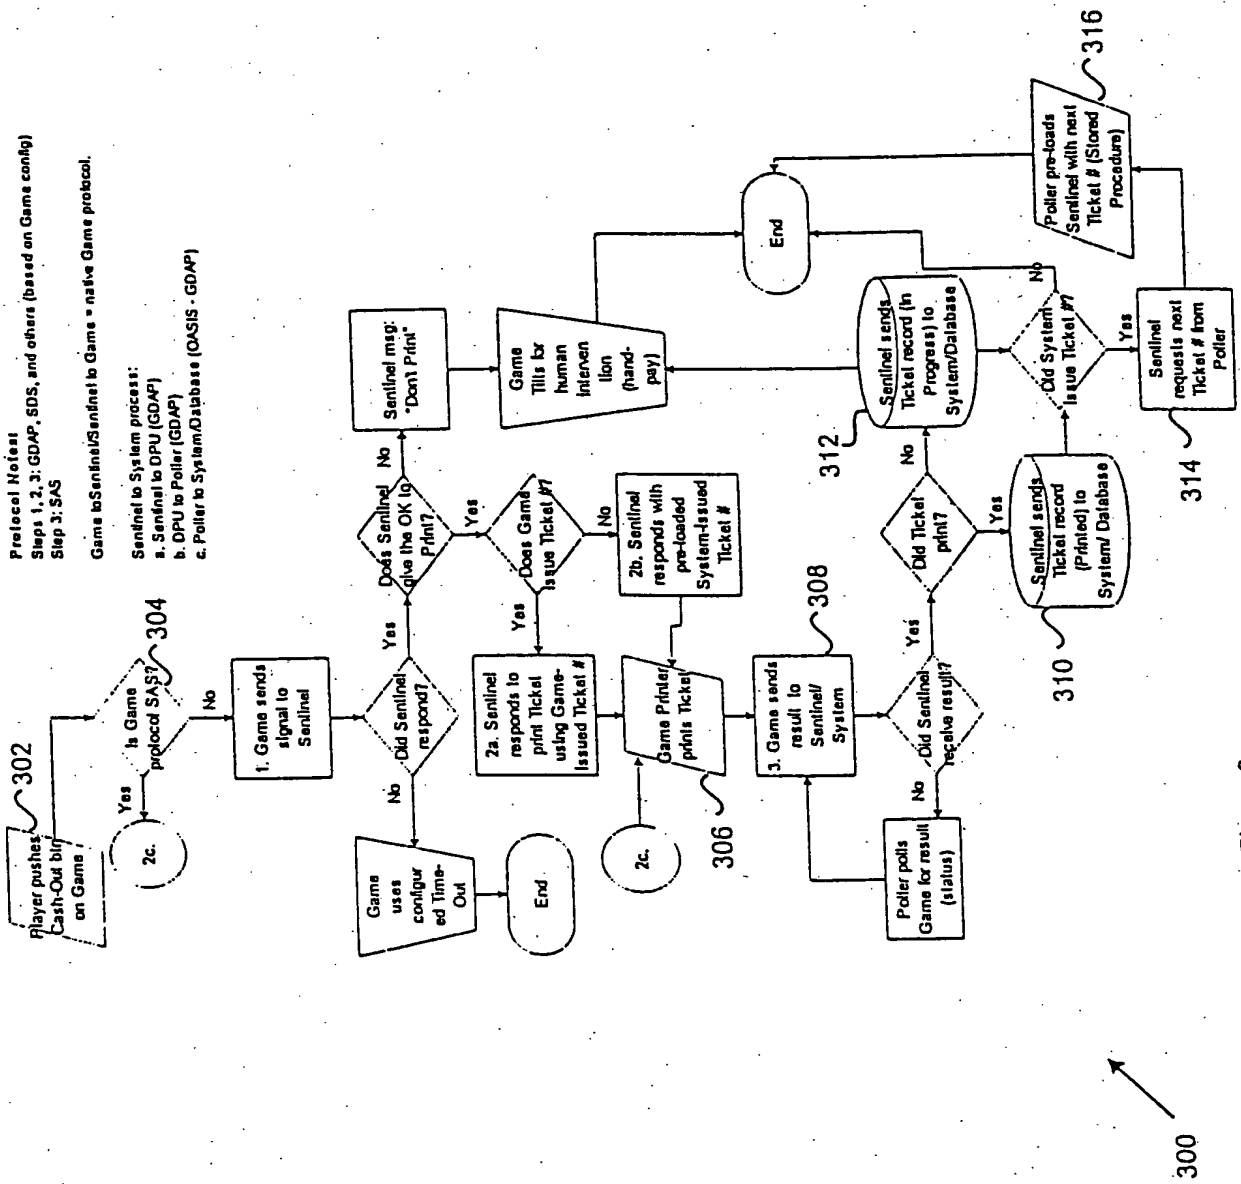 Protocol Notes:
Steps 1, 2, 3: GDAP, SDS, and others (based on Game config)
Step 3: SAS
Game to Sentinel/Sentinel to Game = native Game protocol.
Sentinel to System process:
a. Sentinel to DPU (GDAP)
b. DPU to Poller (GDAP)
c. Poller to System/Database (OASIS - GDAP)
Player pushes
Cash-Out btn
on Game
302
Is Game
protocol SAS?
304
Yes
2c.
No
1. Game sends
signal to
Sentinel
Did Sentinel
respond?
No
Game
uses
configur
ed Time-
Out
End
Yes
Does Sentinel
give the OK to
Print?
No
Sentinel msg:
"Don't Print"
Game
Tilts for
human
interven
tion
(hand-
pay)
Yes
Does Game
Issue Ticket #?
Yes
2a. Sentinel
responds to
print Ticket
using Game-
Issued Ticket #
No
2b. Sentinel
responds with
pre-loaded
System-Issued
Ticket #
2c.
Game Printer
prints Ticket
306
3. Game sends
result to
Sentinel/
System
308
Did Sentinel
receive result?
No
Poller polls
Game for result
(status)
Yes
Did Ticket
print?
No
Sentinel sends
Ticket record (In
Progress) to
System/Database
312
Yes
Sentinel sends
Ticket record
(Printed) to
System/ Database
310
Did System
Issue Ticket #?
No
End
Yes
Sentinel
requests next
Ticket # from
Poller
314
Poller pre-loads
Sentinel with next
Ticket # (Stored
Procedure)
316
300